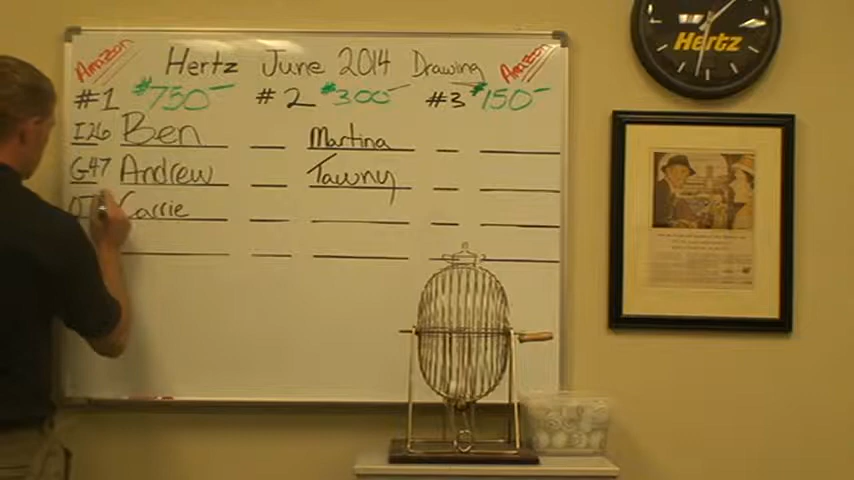 Amazon Hertz June 2014 Drawing Amazon
#1 $750- #2 $300- #3 $150-
I26 Ben Martina
G47 Andrew Tawny
Carrie
Hertz